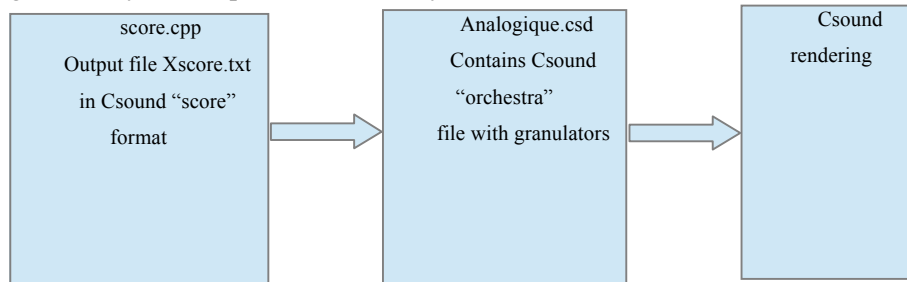 score.cpp
Output file Xscore.txt
in Csound “score”
format
Analogique.csd
Contains Csound
“orchestra”
file with granulators
Csound
rendering